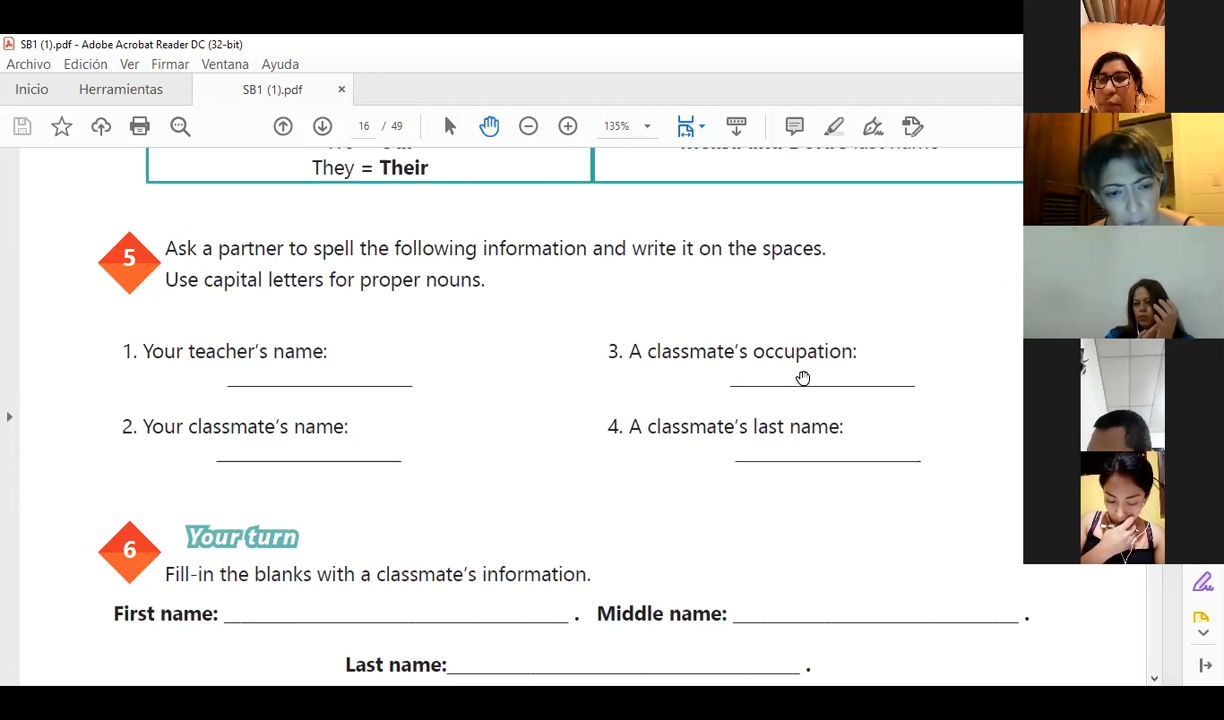 SB1 (1).pdf - Adobe Acrobat Reader DC (32-bit)
Archivo Edición Ver Firmar Ventana Ayuda
Inicio Herramientas SB1 (1).pdf ×
16 / 49 135%
They = Their
5 Ask a partner to spell the following information and write it on the spaces.
Use capital letters for proper nouns.
1. Your teacher's name:
3. A classmate's occupation:
2. Your classmate's name:
4. A classmate's last name:
6 Your turn
Fill-in the blanks with a classmate's information.
First name: ______ . Middle name: ______ .
Last name: ______ .